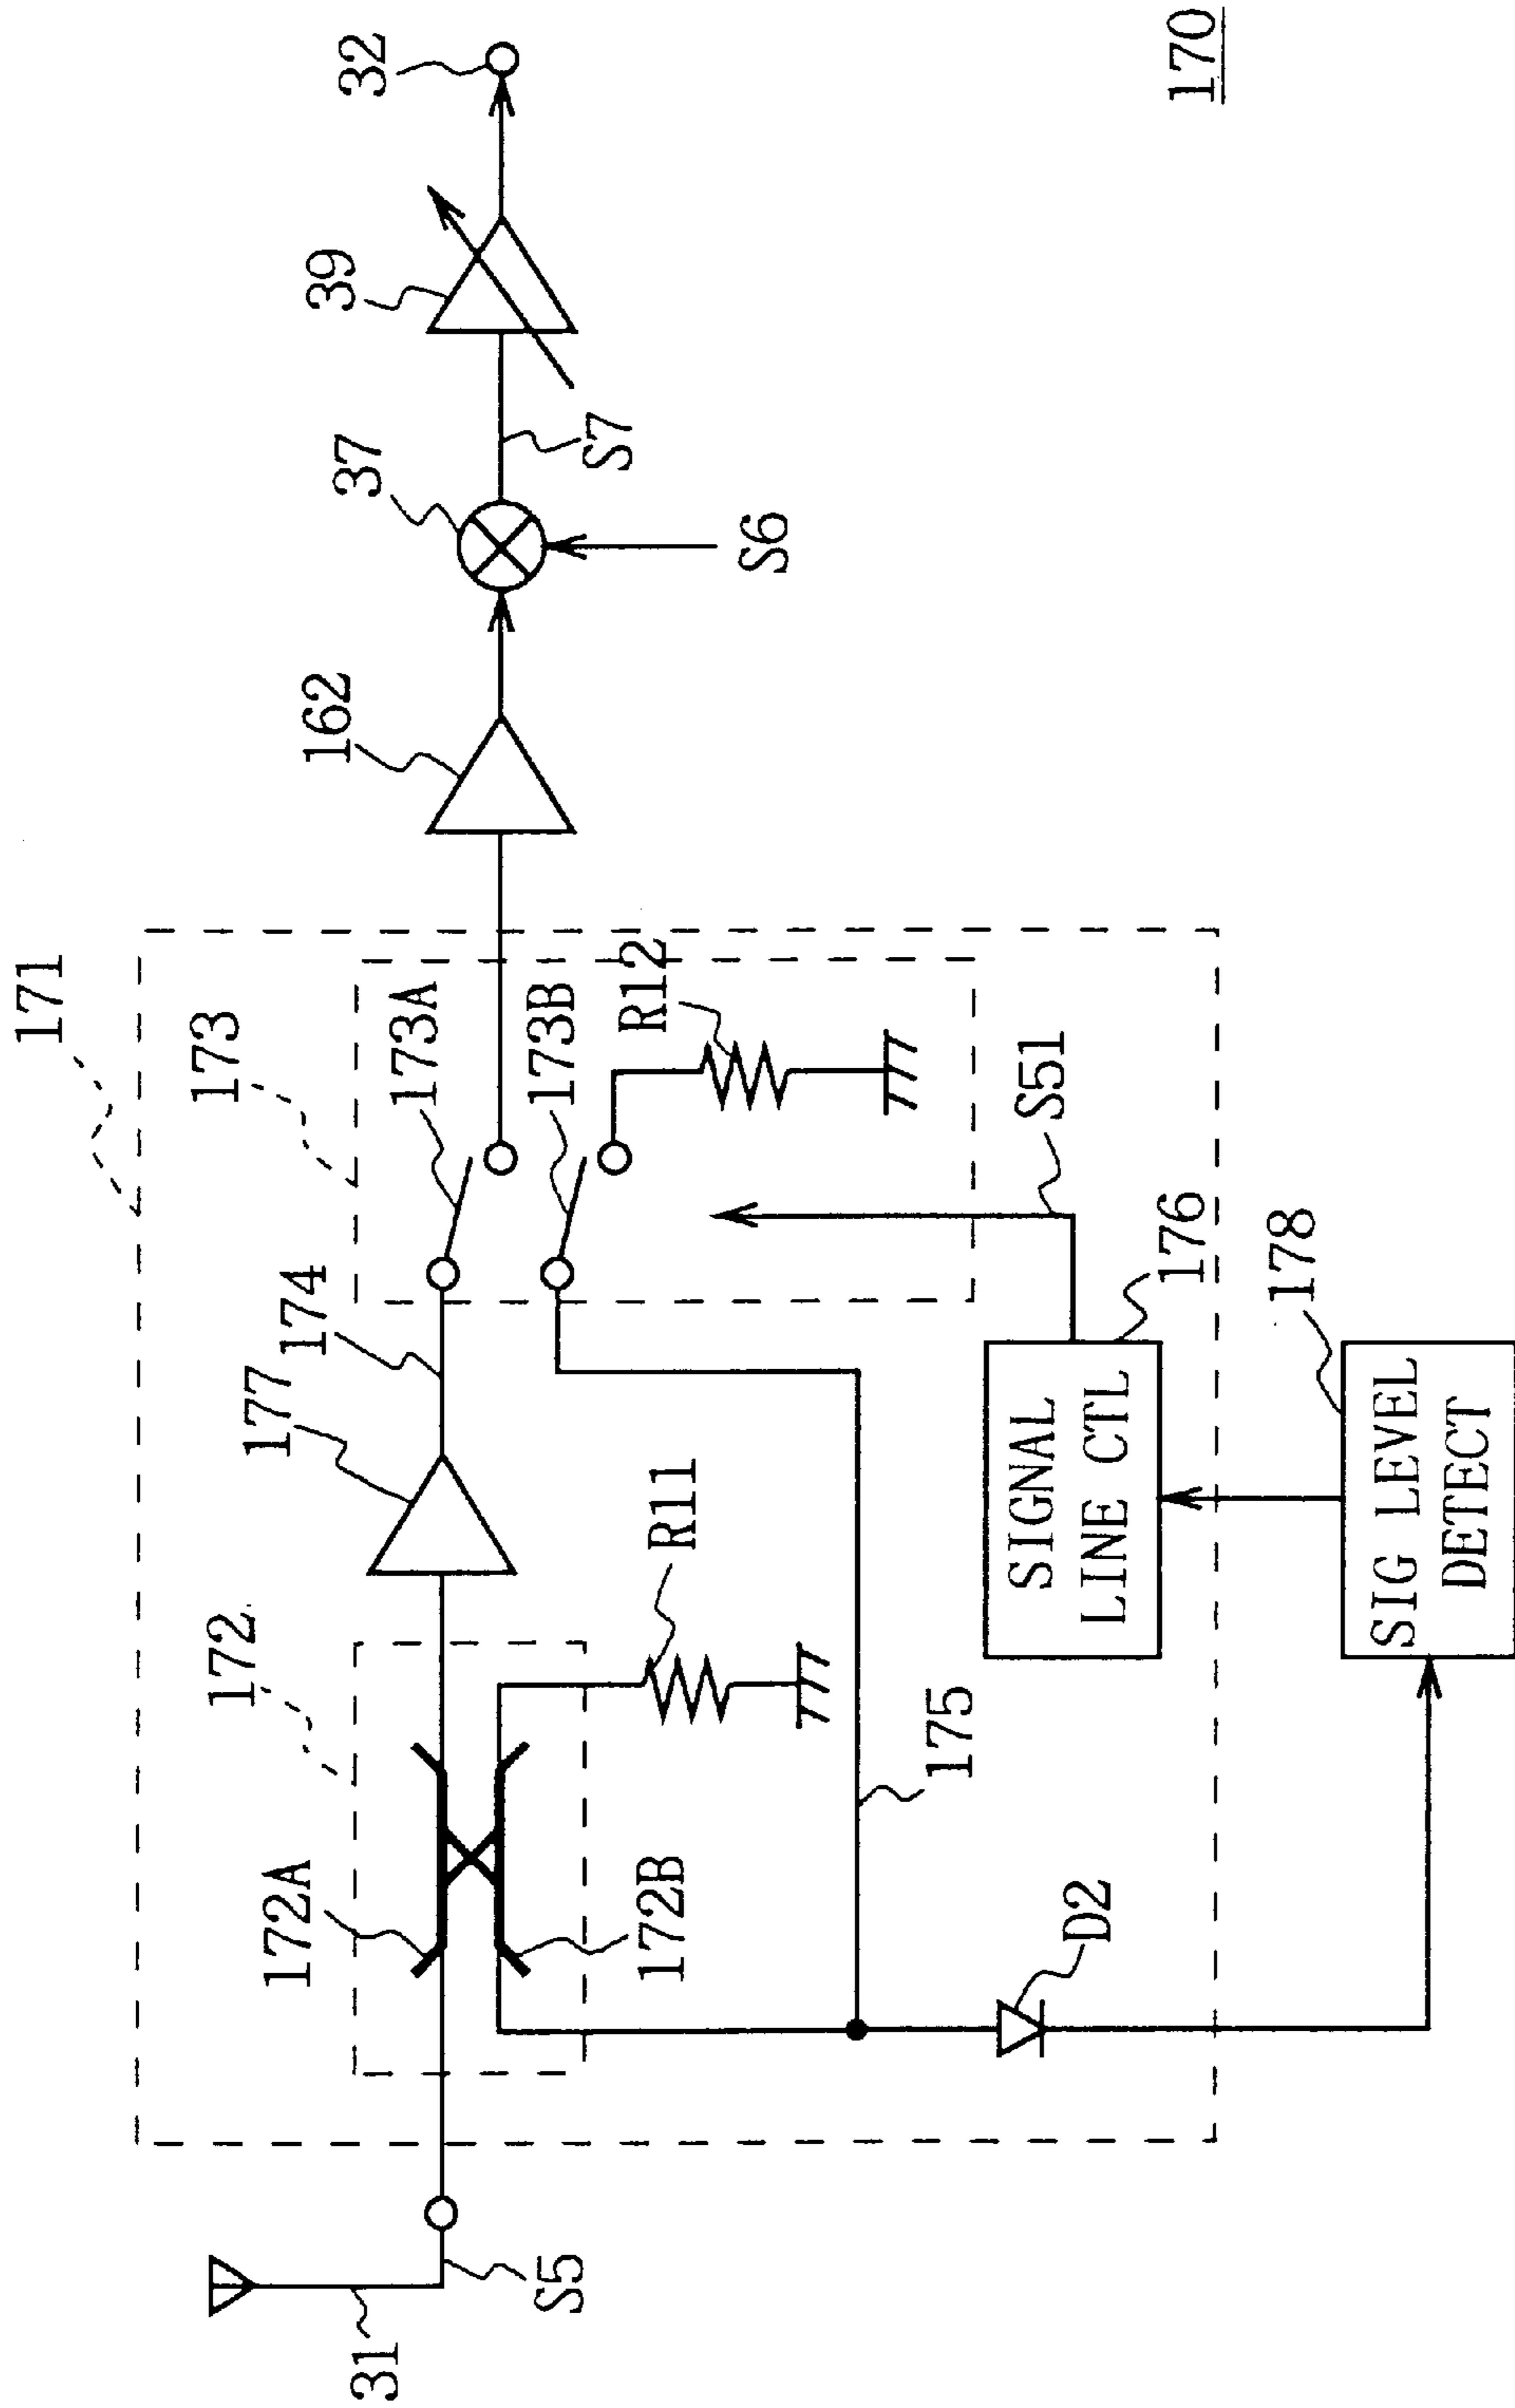 171
173
172
177
174
162
37
39
32
173A
173B
R12
172A
172B
R11
31
S5
S7
S6
175
S51
D2
SIGNAL
LINE CTL
176
SIG LEVEL
DETECT
178
170